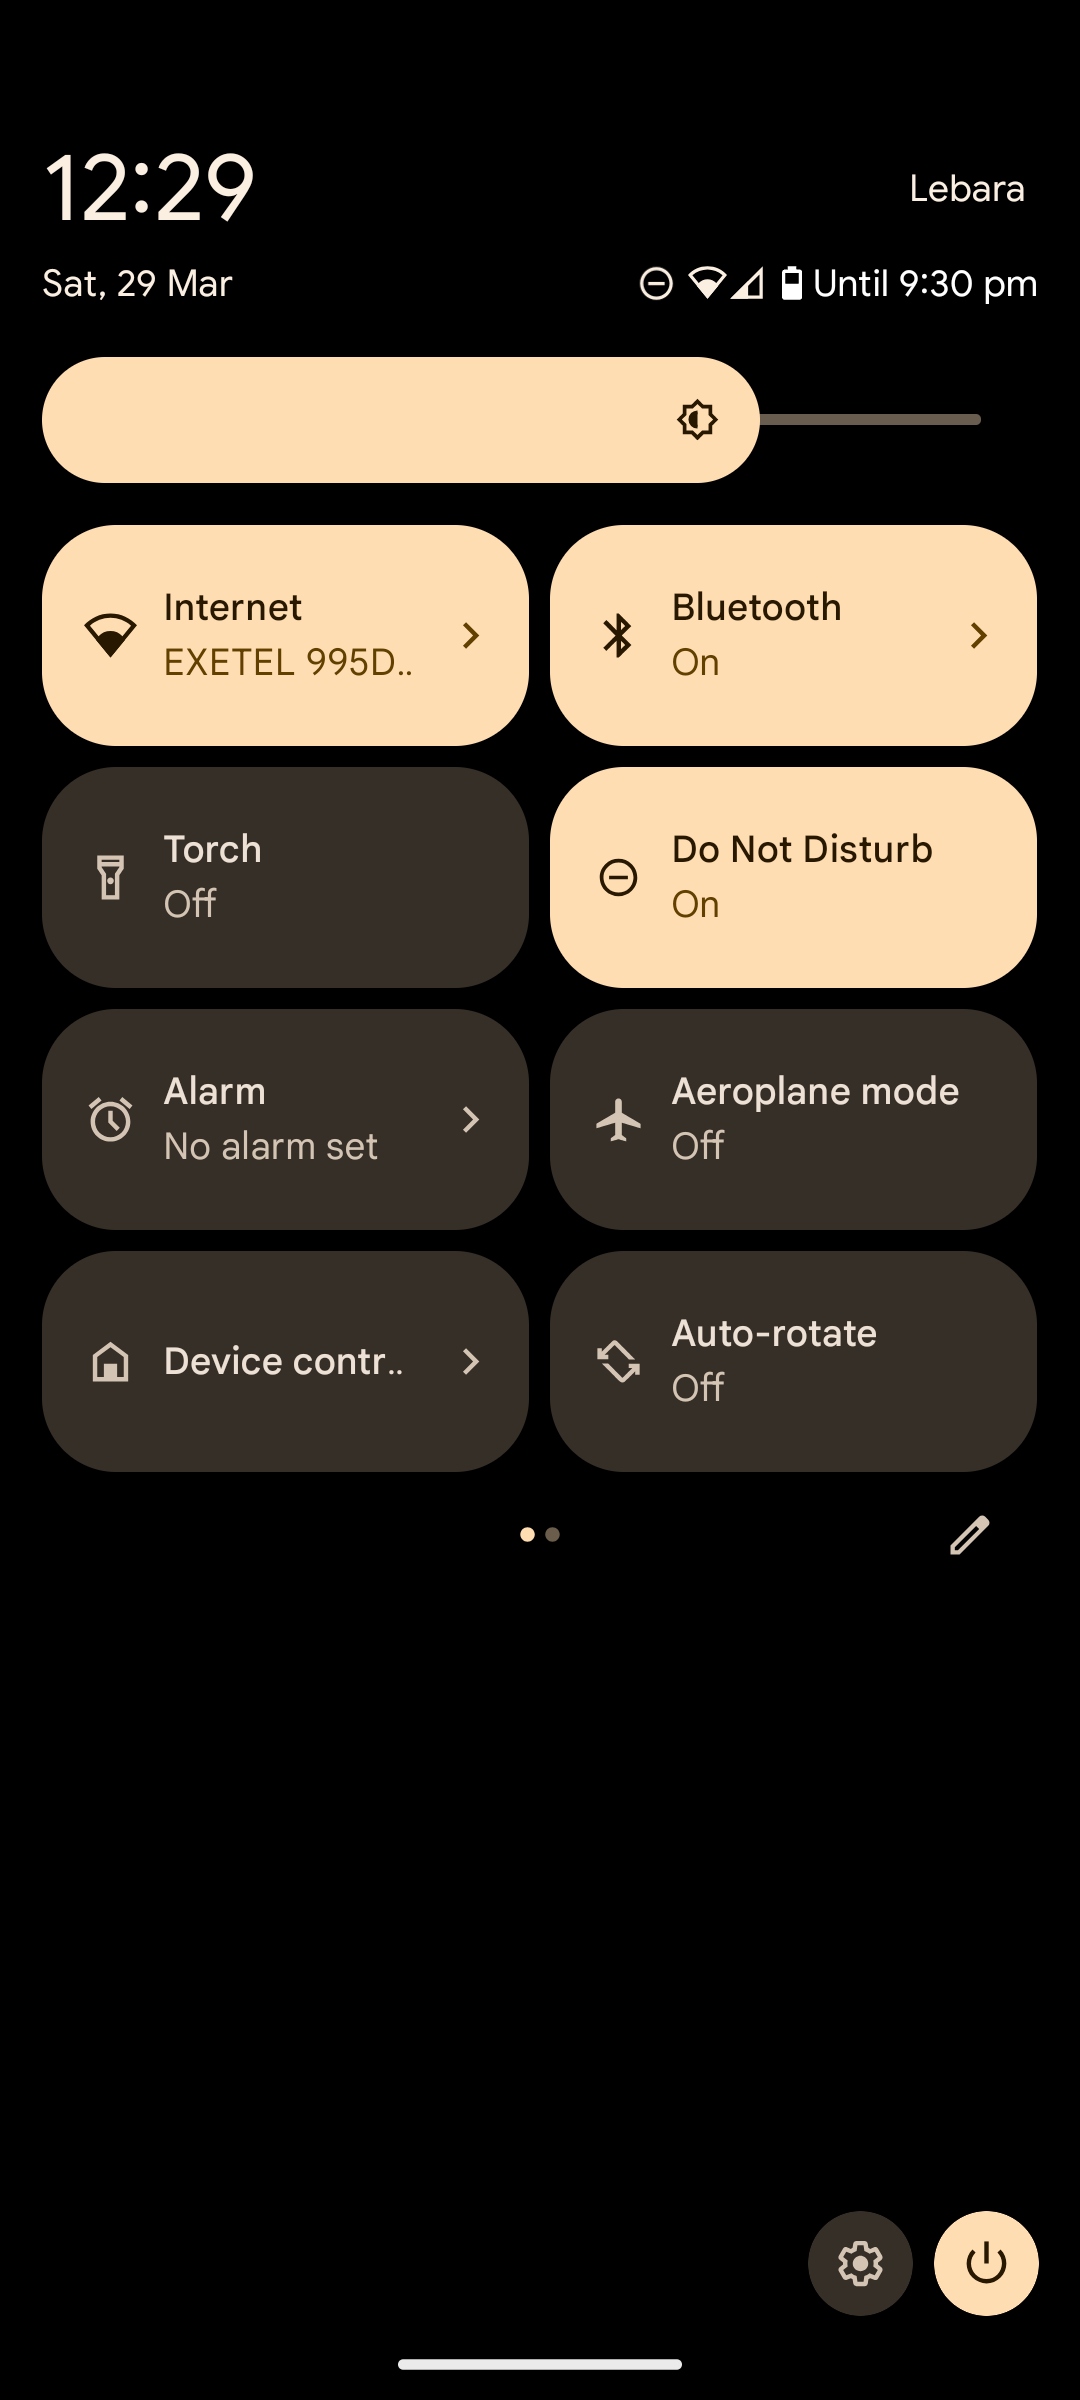 12:29
Lebara
Sat, 29 Mar
Until 9:30 pm
Internet
EXETEL 995D..
Bluetooth
On
Torch
Off
Do Not Disturb
On
Alarm
No alarm set
Aeroplane mode
Off
Device contr..
Auto-rotate
Off